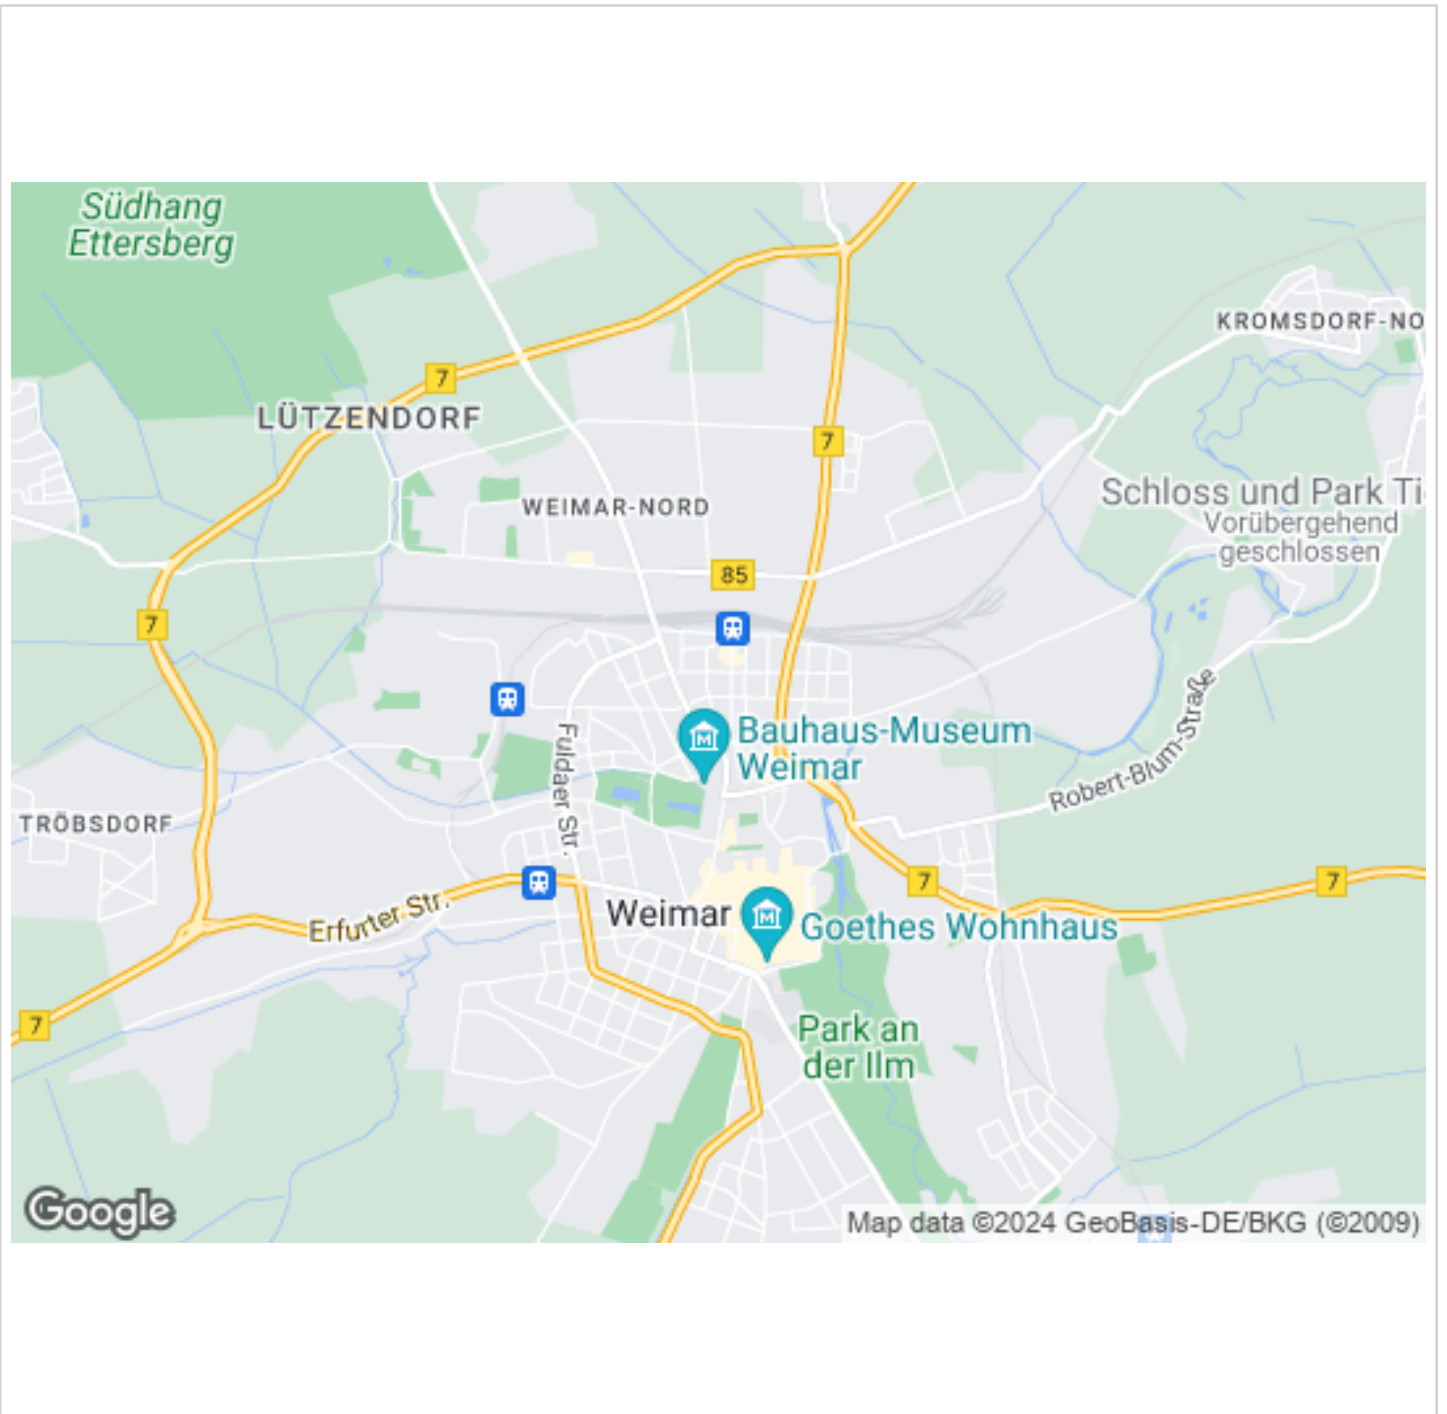 Südhang
Ettersberg
KROMSDORF-NO
7
LÜTZENDORF
7
Schloss und Park Ti
Vorübergehend
geschlossen
WEIMAR-NORD
85
7
Robert-Blum-Straße
Bauhaus-Museum
Weimar
Fuldaer Str.
TRÖBSDORF
7
7
Erfurter Str.
Weimar
Goethes Wohnhaus
7
Park an
der Ilm
Google
Map data ©2024 GeoBasis-DE/BKG (©2009)